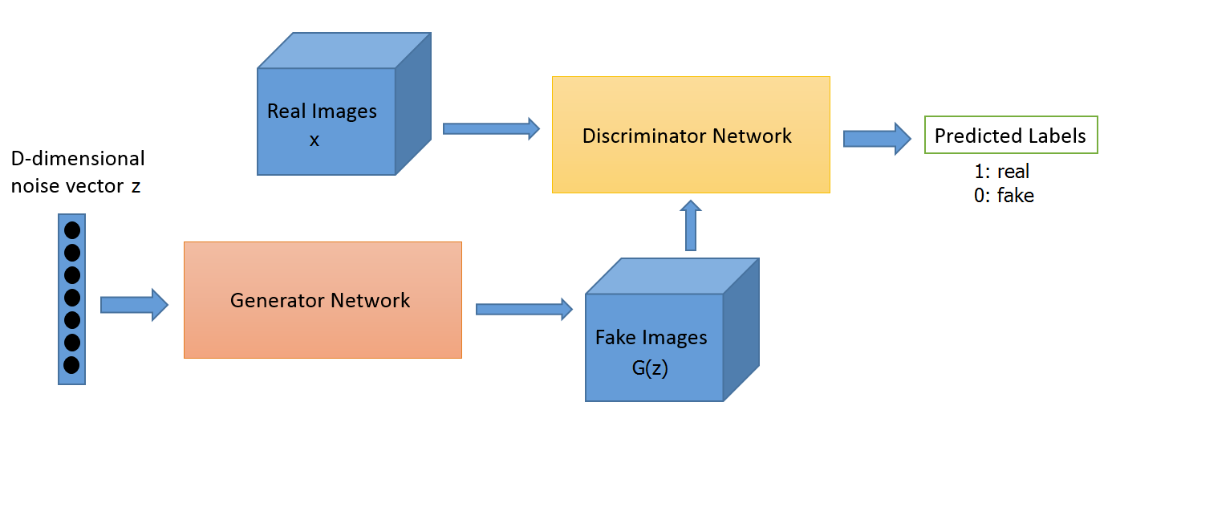 Real Images
x
Discriminator Network
Predicted Labels
1: real
0: fake
D-dimensional
noise vector z
Generator Network
Fake Images
G(z)